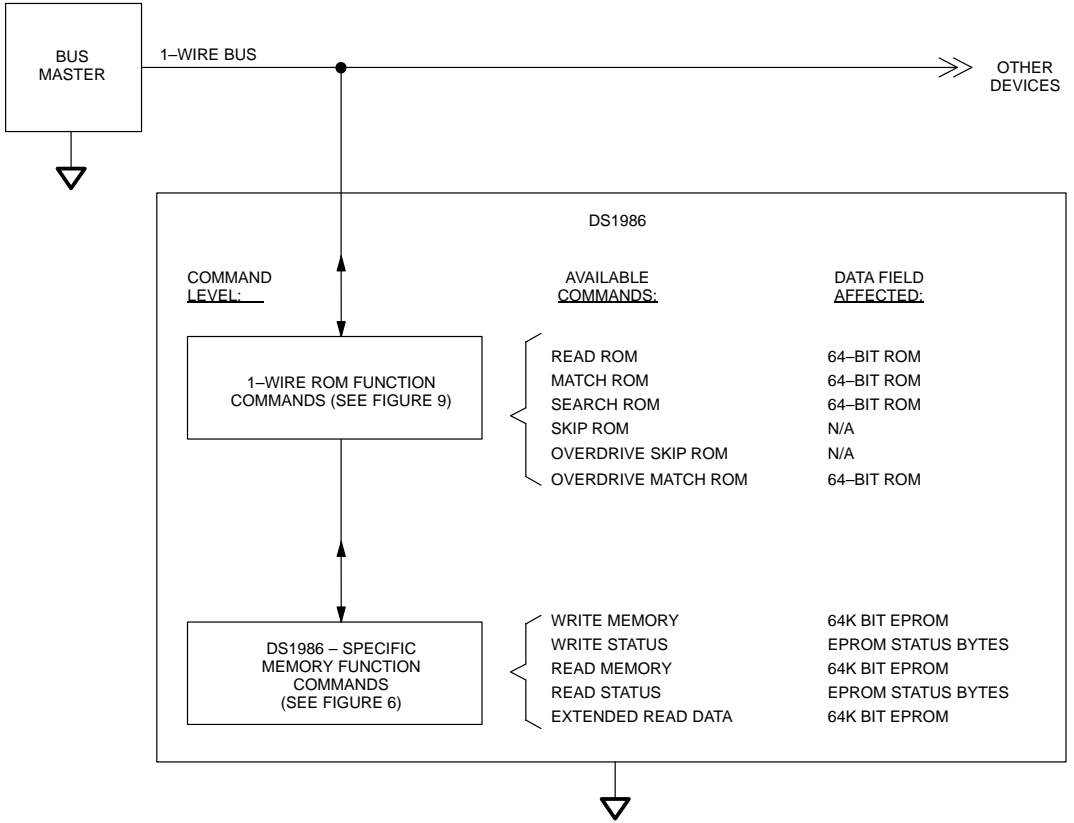 BUS
MASTER
1–WIRE BUS
OTHER
DEVICES
DS1986
COMMAND
LEVEL:
AVAILABLE
COMMANDS:
DATA FIELD
AFFECTED:
1–WIRE ROM FUNCTION
COMMANDS (SEE FIGURE 9)
READ ROM 64–BIT ROM
MATCH ROM 64–BIT ROM
SEARCH ROM 64–BIT ROM
SKIP ROM N/A
OVERDRIVE SKIP ROM N/A
OVERDRIVE MATCH ROM 64–BIT ROM
DS1986 – SPECIFIC
MEMORY FUNCTION
COMMANDS
(SEE FIGURE 6)
WRITE MEMORY 64K BIT EPROM
WRITE STATUS EPROM STATUS BYTES
READ MEMORY 64K BIT EPROM
READ STATUS EPROM STATUS BYTES
EXTENDED READ DATA 64K BIT EPROM